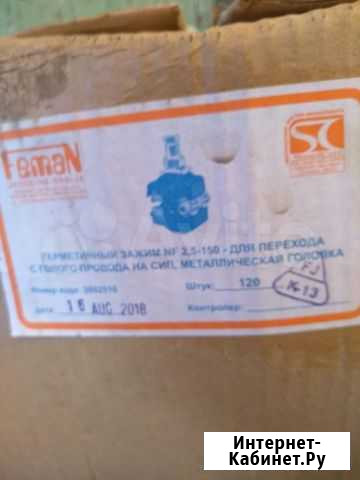 FemaN
ГЕРМЕТИЧНЫЙ ЗАЖИМ NF 2,5-150 - ДЛЯ ПЕРЕХОДА
С ГОЛОГО ПРОВОДА НА СИП, МЕТАЛЛИЧЕСКАЯ ГОЛОВКА
Номер кода: Штук: 120
Дата: 16 AUG 2018 Контролер:
К-13
Интернет-
Кабинет.Ру